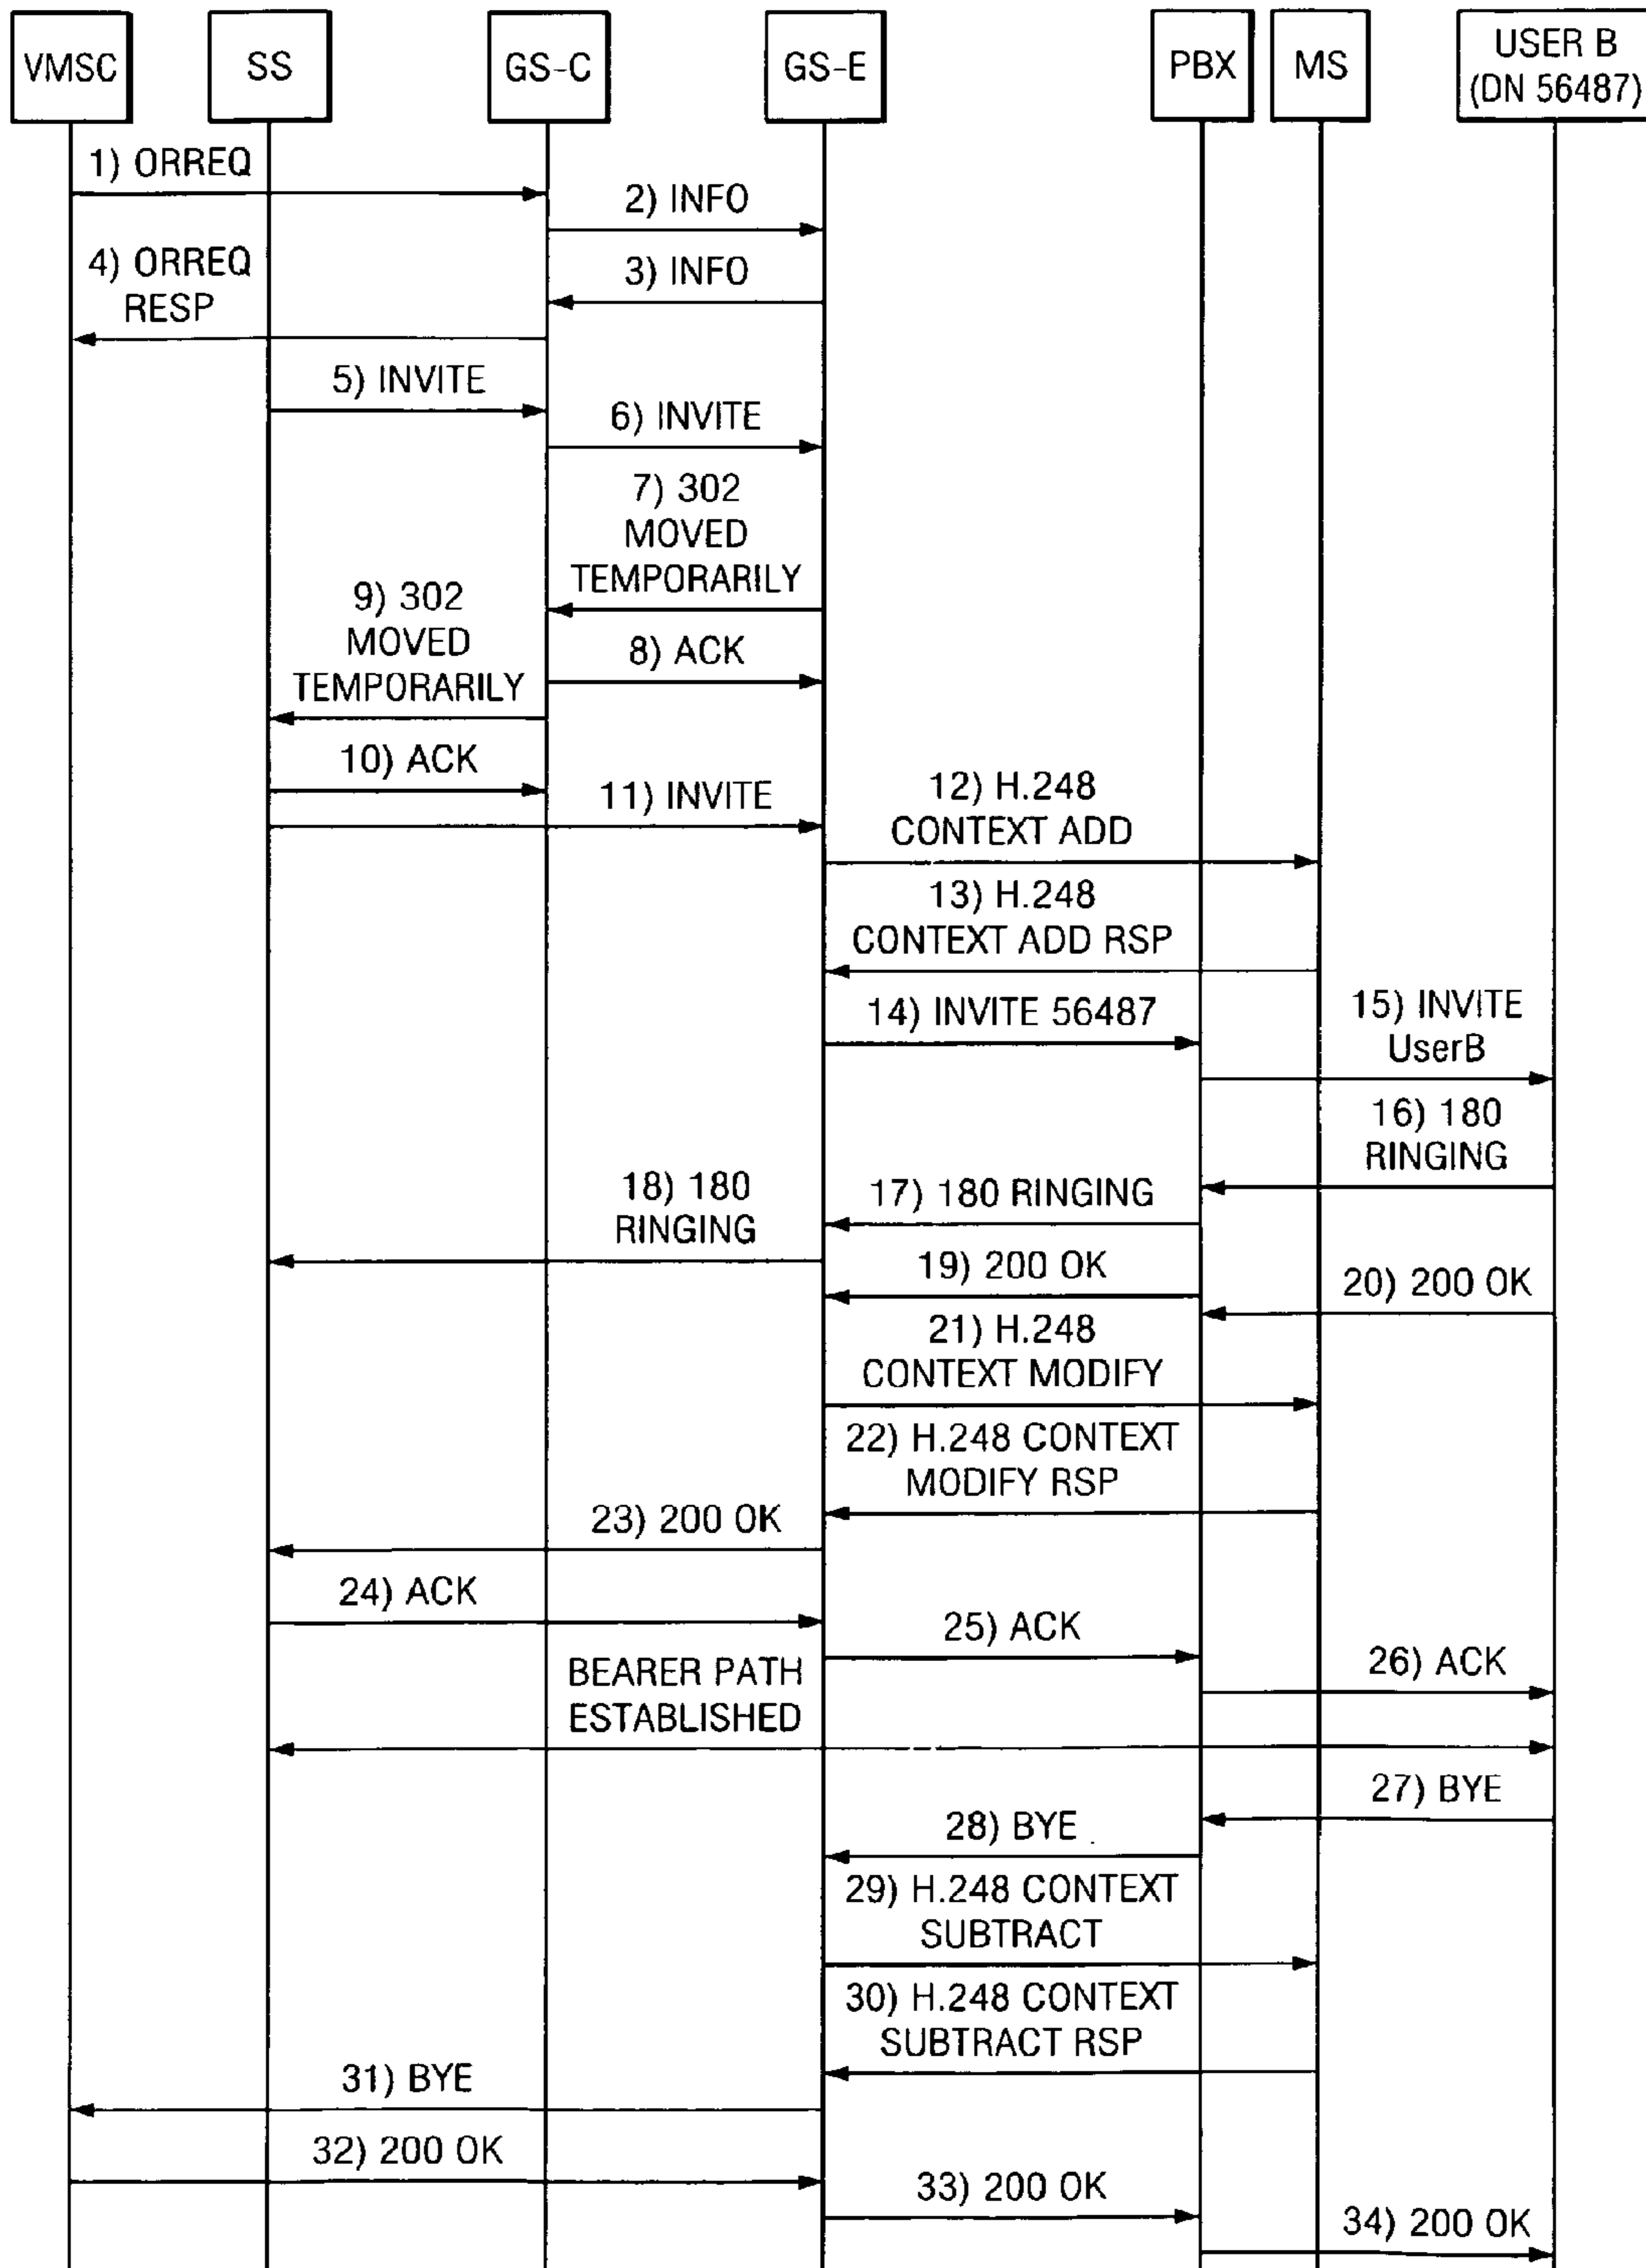 VMSC
SS
GS-C
GS-E
PBX
MS
USER B
(DN 56487)
1) ORREQ
2) INFO
3) INFO
4) ORREQ
RESP
5) INVITE
6) INVITE
7) 302
MOVED
TEMPORARILY
8) ACK
9) 302
MOVED
TEMPORARILY
10) ACK
11) INVITE
12) H.248
CONTEXT ADD
13) H.248
CONTEXT ADD RSP
14) INVITE 56487
15) INVITE
UserB
16) 180
RINGING
17) 180 RINGING
18) 180
RINGING
19) 200 OK
20) 200 OK
21) H.248
CONTEXT MODIFY
22) H.248 CONTEXT
MODIFY RSP
23) 200 OK
24) ACK
25) ACK
26) ACK
BEARER PATH
ESTABLISHED
27) BYE
28) BYE
29) H.248 CONTEXT
SUBTRACT
30) H.248 CONTEXT
SUBTRACT RSP
31) BYE
32) 200 OK
33) 200 OK
34) 200 OK